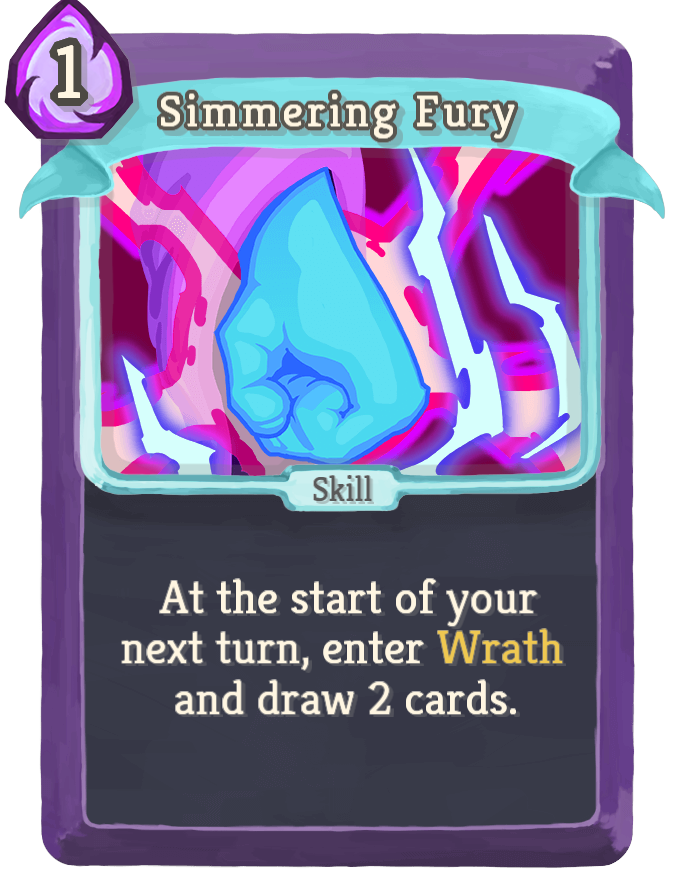 1
Simmering Fury
Skill
At the start of your
next turn, enter Wrath
and draw 2 cards.